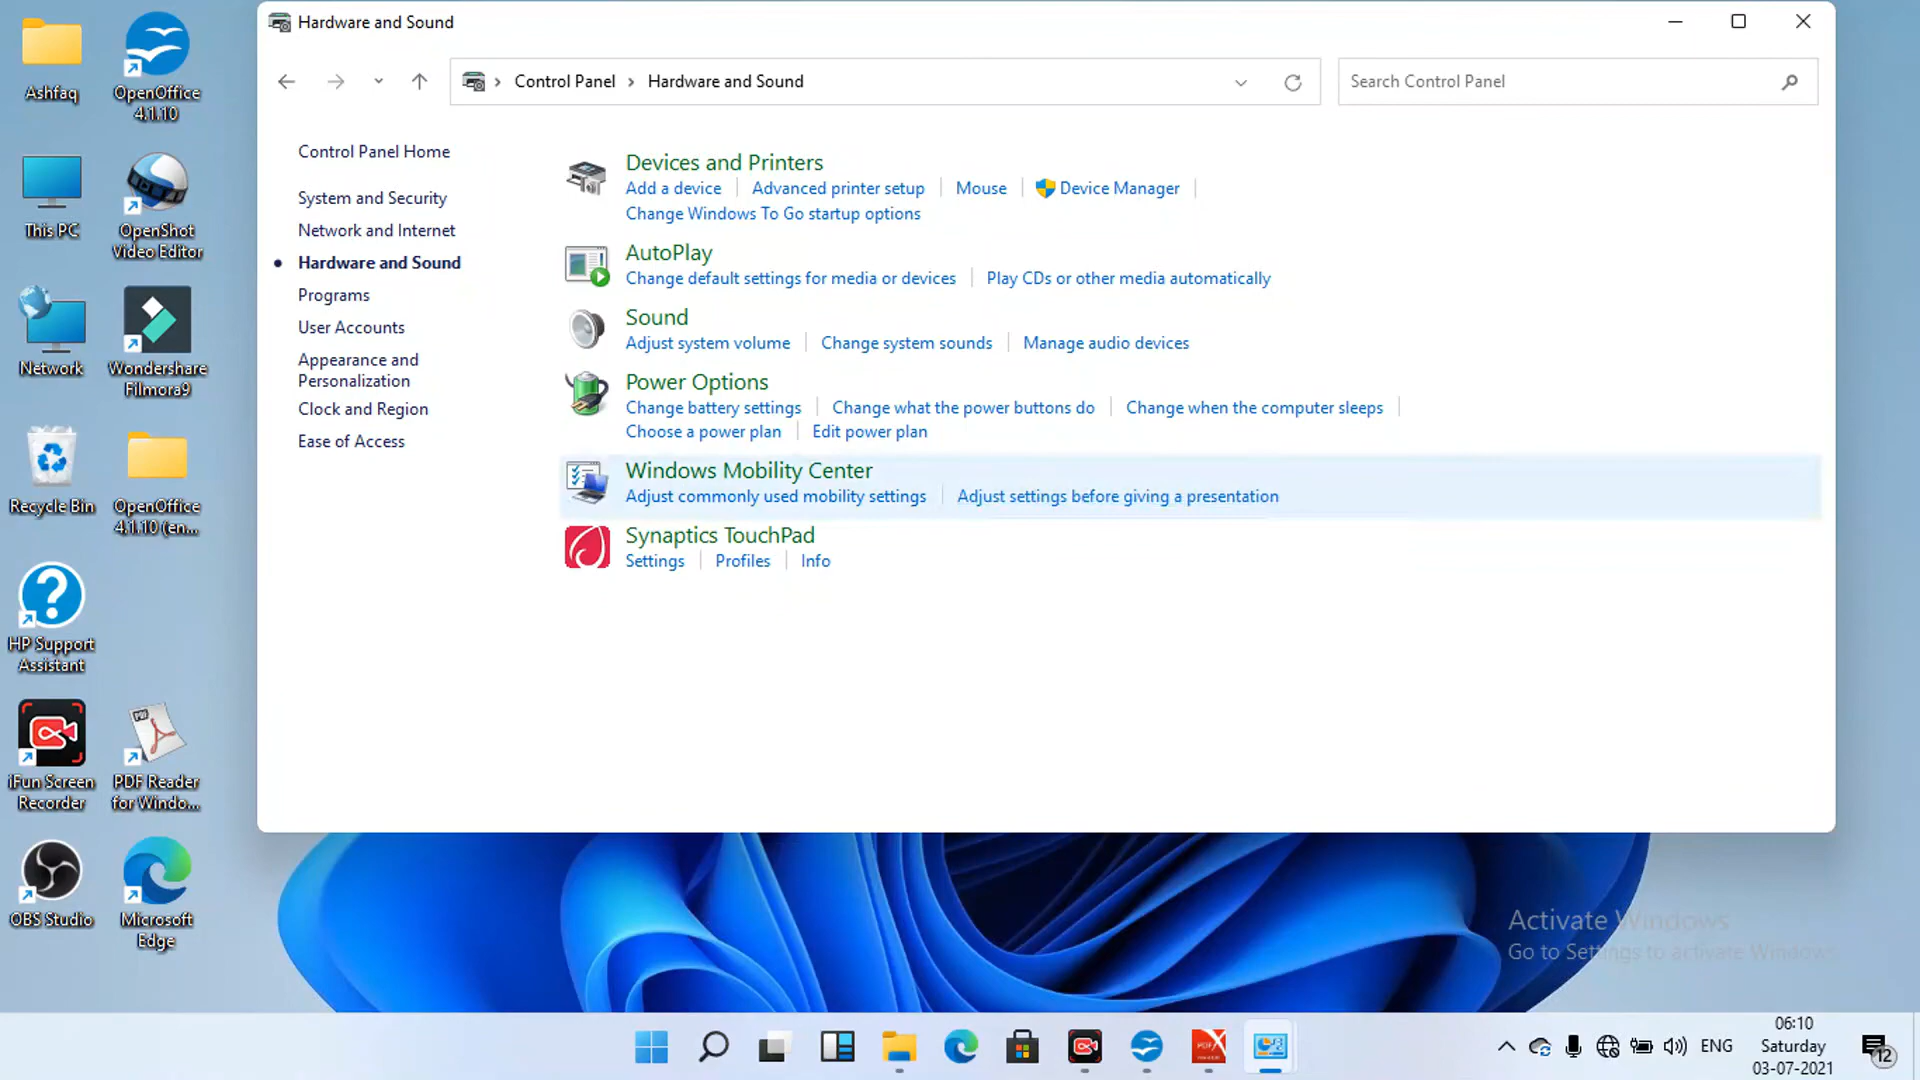 Hardware and Sound
Control Panel
Hardware and Sound
Search Control Panel
Control Panel Home
System and Security
Network and Internet
Hardware and Sound
Programs
User Accounts
Appearance and
Personalization
Clock and Region
Ease of Access
Devices and Printers
Add a device
Advanced printer setup
Mouse
Device Manager
Change Windows To Go startup options
AutoPlay
Change default settings for media or devices
Play CDs or other media automatically
Sound
Adjust system volume
Change system sounds
Manage audio devices
Power Options
Change battery settings
Change what the power buttons do
Change when the computer sleeps
Choose a power plan
Edit power plan
Windows Mobility Center
Adjust commonly used mobility settings
Adjust settings before giving a presentation
Synaptics TouchPad
Settings
Profiles
Info
Ashfaq
OpenOffice
4.1.10
This PC
OpenShot
Video Editor
Network
Wondershare
Filmora9
Recycle Bin
OpenOffice
4.1.10 (en...
HP Support
Assistant
iFun Screen
Recorder
PDF Reader
for Windo...
OBS Studio
Microsoft
Edge
Activate Windows
Go to Settings to activate Windows.
ENG
06:10
Saturday
03-07-2021
12